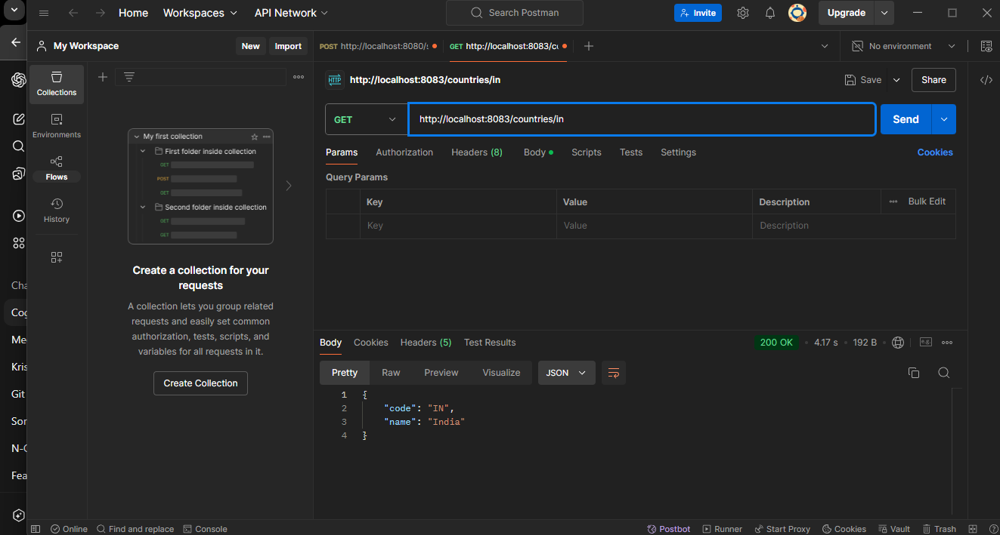 Home
Workspaces
API Network
Search Postman
Invite
Upgrade
My Workspace
New
Import
POST http://localhost:8080/
GET http://localhost:8083/
No environment
Collections
Environments
Flows
History
My first collection
First folder inside collection
GET
POST
GET
Second folder inside collection
GET
GET
Create a collection for your
requests
A collection lets you group related
requests and easily set common
authorization, tests, scripts, and
variables for all requests in it.
Create Collection
HTTP
http://localhost:8083/countries/in
Save
Share
GET
http://localhost:8083/countries/in
Send
Params
Authorization
Headers (8)
Body
Scripts
Tests
Settings
Cookies
Query Params
Key
Value
Description
Bulk Edit
Key
Value
Description
Body
Cookies
Headers (5)
Test Results
200 OK
4.17 s
192 B
e.g.
Pretty
Raw
Preview
Visualize
JSON
1 {
2 "code": "IN",
3 "name": "India"
4 }
Cha
Cog
Me
Kris
Git
Sor
N-
Fea
Online
Find and replace
Console
Postbot
Runner
Start Proxy
Cookies
Vault
Trash